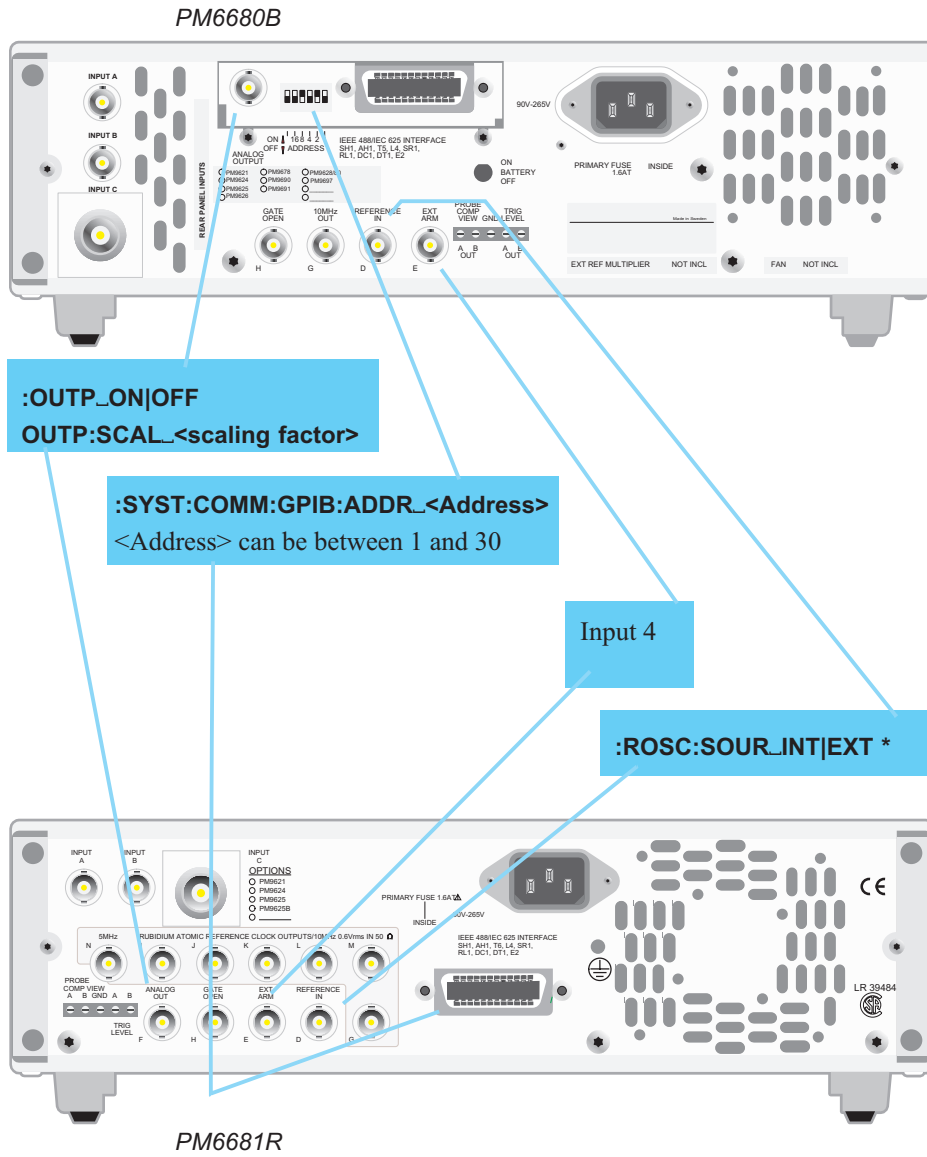 PM6680B
INPUT A
INPUT B
INPUT C
REAR PANEL INPUTS
ON 16 8 4 2 1
OFF ADDRESS
ANALOG
OUTPUT
IEEE 488/IEC 625 INTERFACE
SH1, AH1, T5, L4, SR1,
RL1, DC1, DT1, E2
PM9621 PM9678
PM9624 PM9690 PM9697
PM9625 PM9691
PM9626
ON
BATTERY
OFF
90V-265V
PRIMARY FUSE INSIDE
1.6AT
Made in Sweden
GATE
OPEN
10MHz
OUT
REFERENCE
IN
EXT
ARM
PROBE
COMP
VIEW GND
TRIG
LEVEL
A B
OUT
A B
OUT
H G D E
EXT REF MULTIPLIER NOT INCL
FAN NOT INCL
:OUTP␣ON|OFF
OUTP:SCAL␣<scaling factor>
:SYST:COMM:GPIB:ADDR␣<Address>
<Address> can be between 1 and 30
Input 4
:ROSC:SOUR␣INT|EXT *
INPUT
A
INPUT
B
INPUT
C
OPTIONS
PM9621
PM9624
PM9625
PM9625B
PRIMARY FUSE 1.6AT
INSIDE
90V-265V
5MHz
RUBIDIUM ATOMIC REFERENCE CLOCK OUTPUTS/10MHz 0.6Vrms IN 50 Ω
N J K L M
IEEE 488/IEC 625 INTERFACE
SH1, AH1, T6, L4, SR1,
RL1, DC1, DT1, E2
PROBE
COMP VIEW
A B GND A B
TRIG
LEVEL
ANALOG
OUT
GATE
OPEN
EXT
ARM
REFERENCE
IN
F H E D G
CE
LR 39484
PM6681R